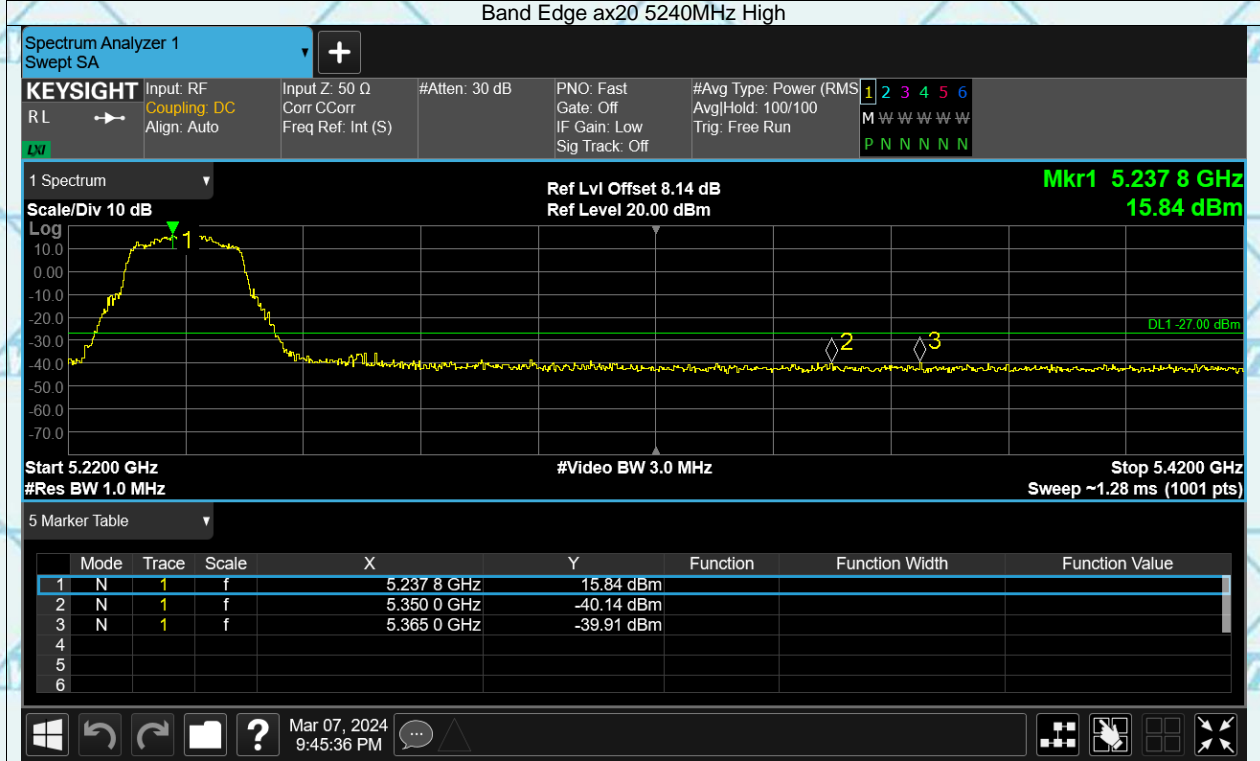 Band Edge ax20 5240MHz High
Spectrum Analyzer 1
Swept SA
KEYSIGHT
R L
LXI
Input: RF
Coupling: DC
Align: Auto
Input Z: 50 Ω
Corr CCorr
Freq Ref: Int (S)
#Atten: 30 dB
PNO: Fast
Gate: Off
IF Gain: Low
Sig Track: Off
#Avg Type: Power (RMS
Avg|Hold: 100/100
Trig: Free Run
1 2 3 4 5 6
M W W W W W
P N N N N N
1 Spectrum
Scale/Div 10 dB
Ref Lvl Offset 8.14 dB
Ref Level 20.00 dBm
Mkr1 5.237 8 GHz
15.84 dBm
Log
10.0
0.00
-10.0
-20.0
-30.0
-40.0
-50.0
-60.0
-70.0
1
2
3
DL1 -27.00 dBm
Start 5.2200 GHz
#Video BW 3.0 MHz
Stop 5.4200 GHz
#Res BW 1.0 MHz
Sweep ~1.28 ms (1001 pts)
5 Marker Table
Mode Trace Scale X Y Function Function Width Function Value
1 N 1 f 5.237 8 GHz 15.84 dBm
2 N 1 f 5.350 0 GHz -40.14 dBm
3 N 1 f 5.365 0 GHz -39.91 dBm
4
5
6
?
Mar 07, 2024
9:45:36 PM